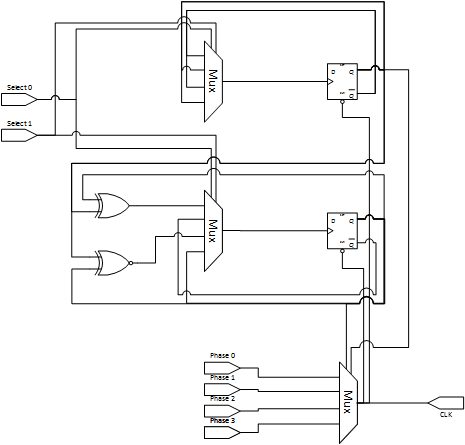 Mux
D
Q
Q
Select 0
Select 1
Mux
D
Q
Q
Phase 0
Phase 1
Phase 2
Phase 3
Mux
CLK